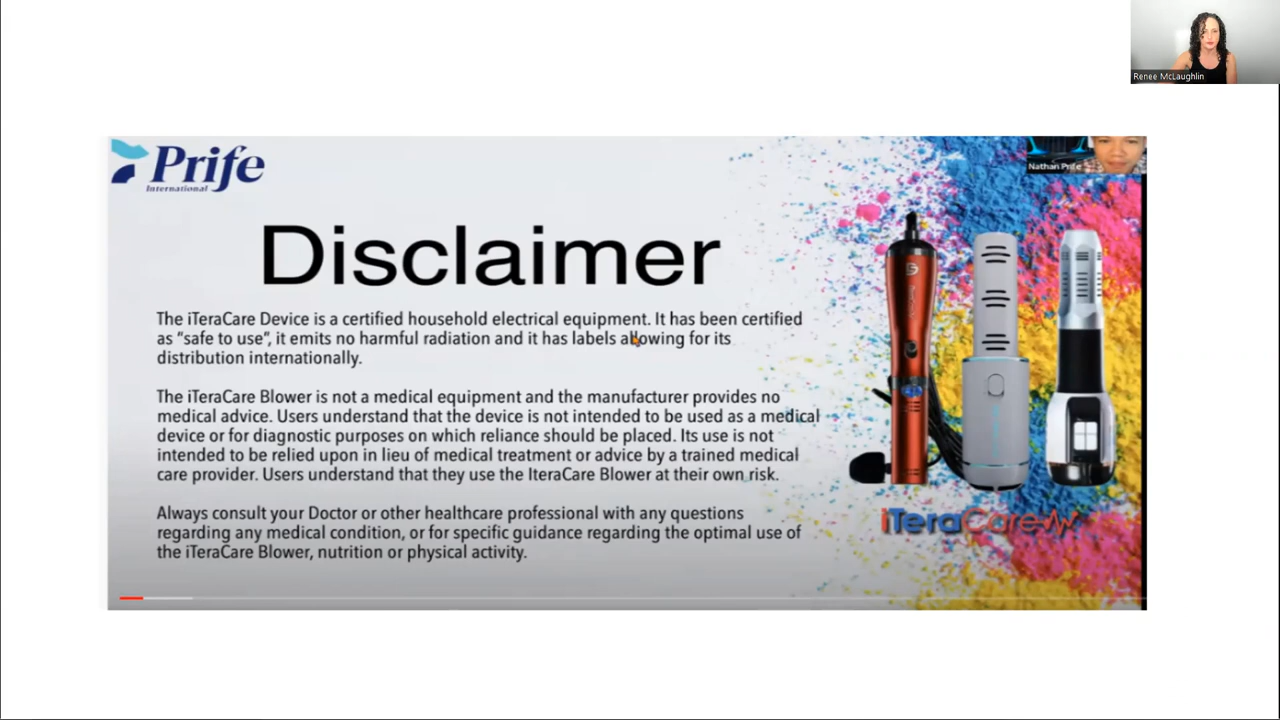 Renee McLaughlin
Prife
International
Nathan Prife
Disclaimer
The iTeraCare Device is a certified household electrical equipment. It has been certified
as “safe to use”, it emits no harmful radiation and it has labels allowing for its
distribution internationally.
The iTeraCare Blower is not a medical equipment and the manufacturer provides no
medical advice. Users understand that the device is not intended to be used as a medical
device or for diagnostic purposes on which reliance should be placed. Its use is not
intended to be relied upon in lieu of medical treatment or advice by a trained medical
care provider. Users understand that they use the IteraCare Blower at their own risk.
Always consult your Doctor or other healthcare professional with any questions
regarding any medical condition, or for specific guidance regarding the optimal use of
the iTeraCare Blower, nutrition or physical activity.
iTeraCare